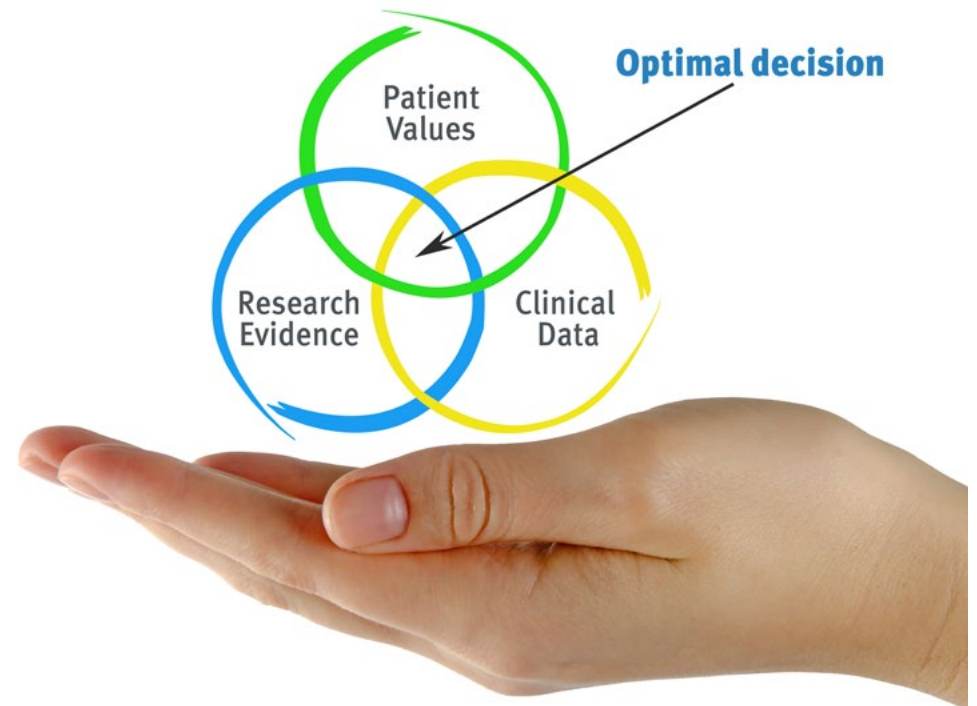 Optimal decision
Patient
Values
Research
Evidence
Clinical
Data